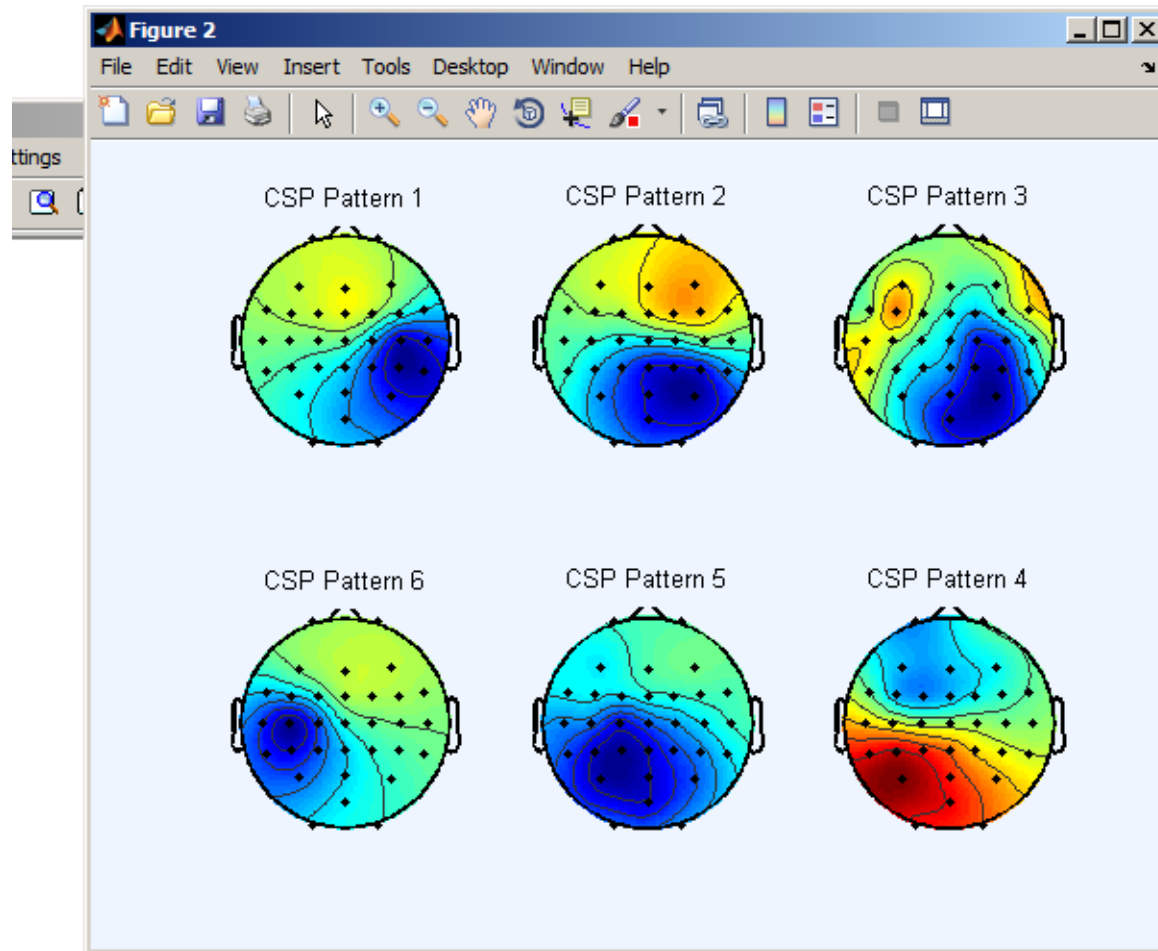 Figure 2
File Edit View Insert Tools Desktop Window Help
ttings
CSP Pattern 1 CSP Pattern 2 CSP Pattern 3
CSP Pattern 6 CSP Pattern 5 CSP Pattern 4